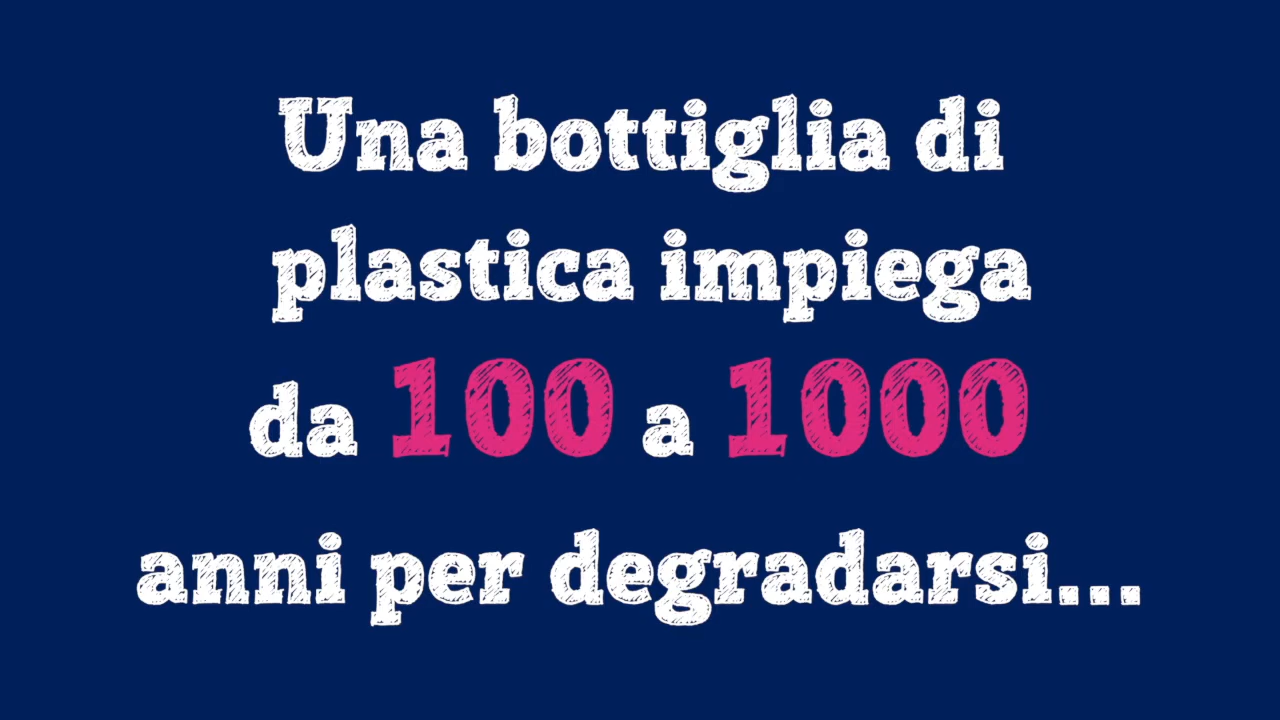 Una bottiglia di
plastica impiega
da 100 a 1000
anni per degradarsi...